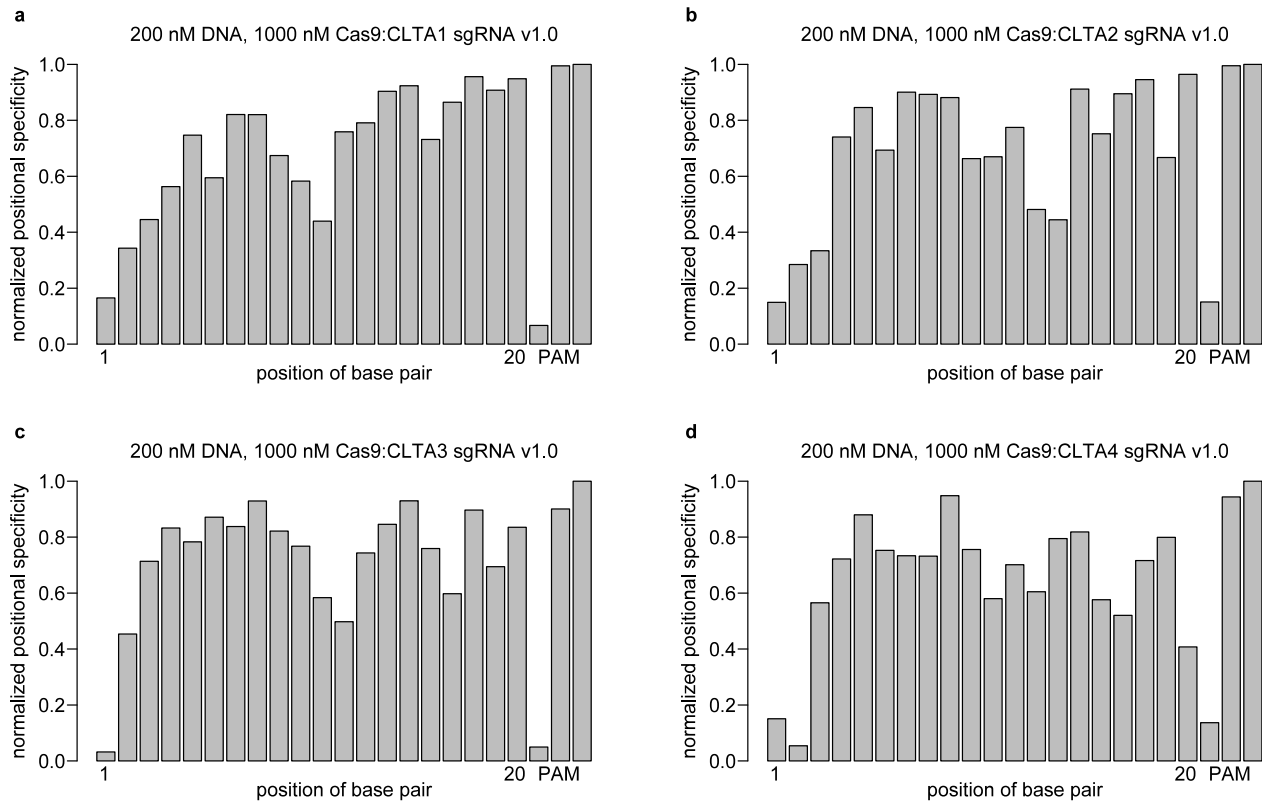 a
200 nM DNA, 1000 nM Cas9:CLTA1 sgRNA v1.0
normalized positional specificity
1.0
0.8
0.6
0.4
0.2
0.0
1 20 PAM
position of base pair
b
200 nM DNA, 1000 nM Cas9:CLTA2 sgRNA v1.0
normalized positional specificity
1.0
0.8
0.6
0.4
0.2
0.0
1 20 PAM
position of base pair
c
200 nM DNA, 1000 nM Cas9:CLTA3 sgRNA v1.0
normalized positional specificity
1.0
0.8
0.6
0.4
0.2
0.0
1 20 PAM
position of base pair
d
200 nM DNA, 1000 nM Cas9:CLTA4 sgRNA v1.0
normalized positional specificity
1.0
0.8
0.6
0.4
0.2
0.0
1 20 PAM
position of base pair